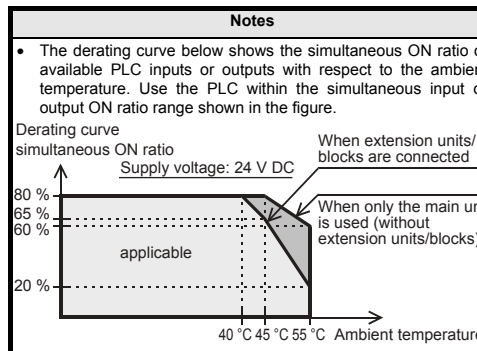 Notes
• The derating curve below shows the simultaneous ON ratio
available PLC inputs or outputs with respect to the
temperature. Use the PLC within the simultaneous input
output ON ratio range shown in the figure.
Derating curve
simultaneous ON ratio
Supply voltage: 24 V DC
When extension units/
blocks are connected
80 %
65 %
60 %
When only the main
is used (without
extension units/blocks)
applicable
20 %
40 °C 45 °C 55 °C Ambient temperature